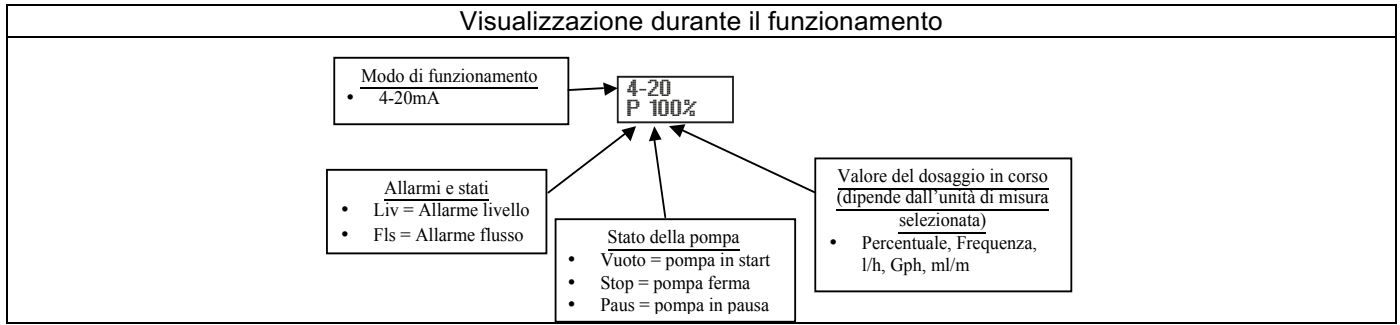 Visualizzazione durante il funzionamento
Modo di funzionamento
• 4-20mA
4-20
P 100%
Allarmi e stati
• Liv = Allarme livello
• Fls = Allarme flusso
Stato della pompa
• Vuoto = pompa in start
• Stop = pompa ferma
• Paus = pompa in pausa
Valore del dosaggio in corso
(dipende dall’unità di misura
selezionata)
• Percentuale, Frequenza,
l/h, Gph, ml/m